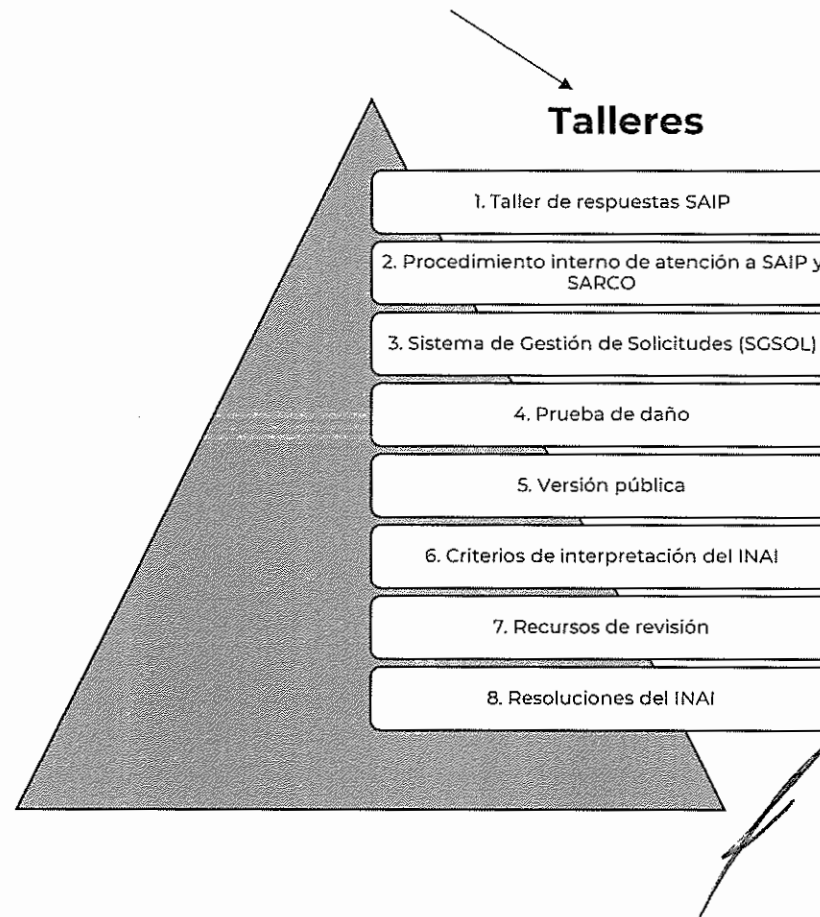 Talleres
1. Taller de respuestas SAIP
2. Procedimiento interno de atención a SAIP y
SARCO
3. Sistema de Gestión de Solicitudes (SGSOL)
4. Prueba de daño
5. Versión pública
6. Criterios de interpretación del INAI
7. Recursos de revisión
8. Resoluciones del INAI